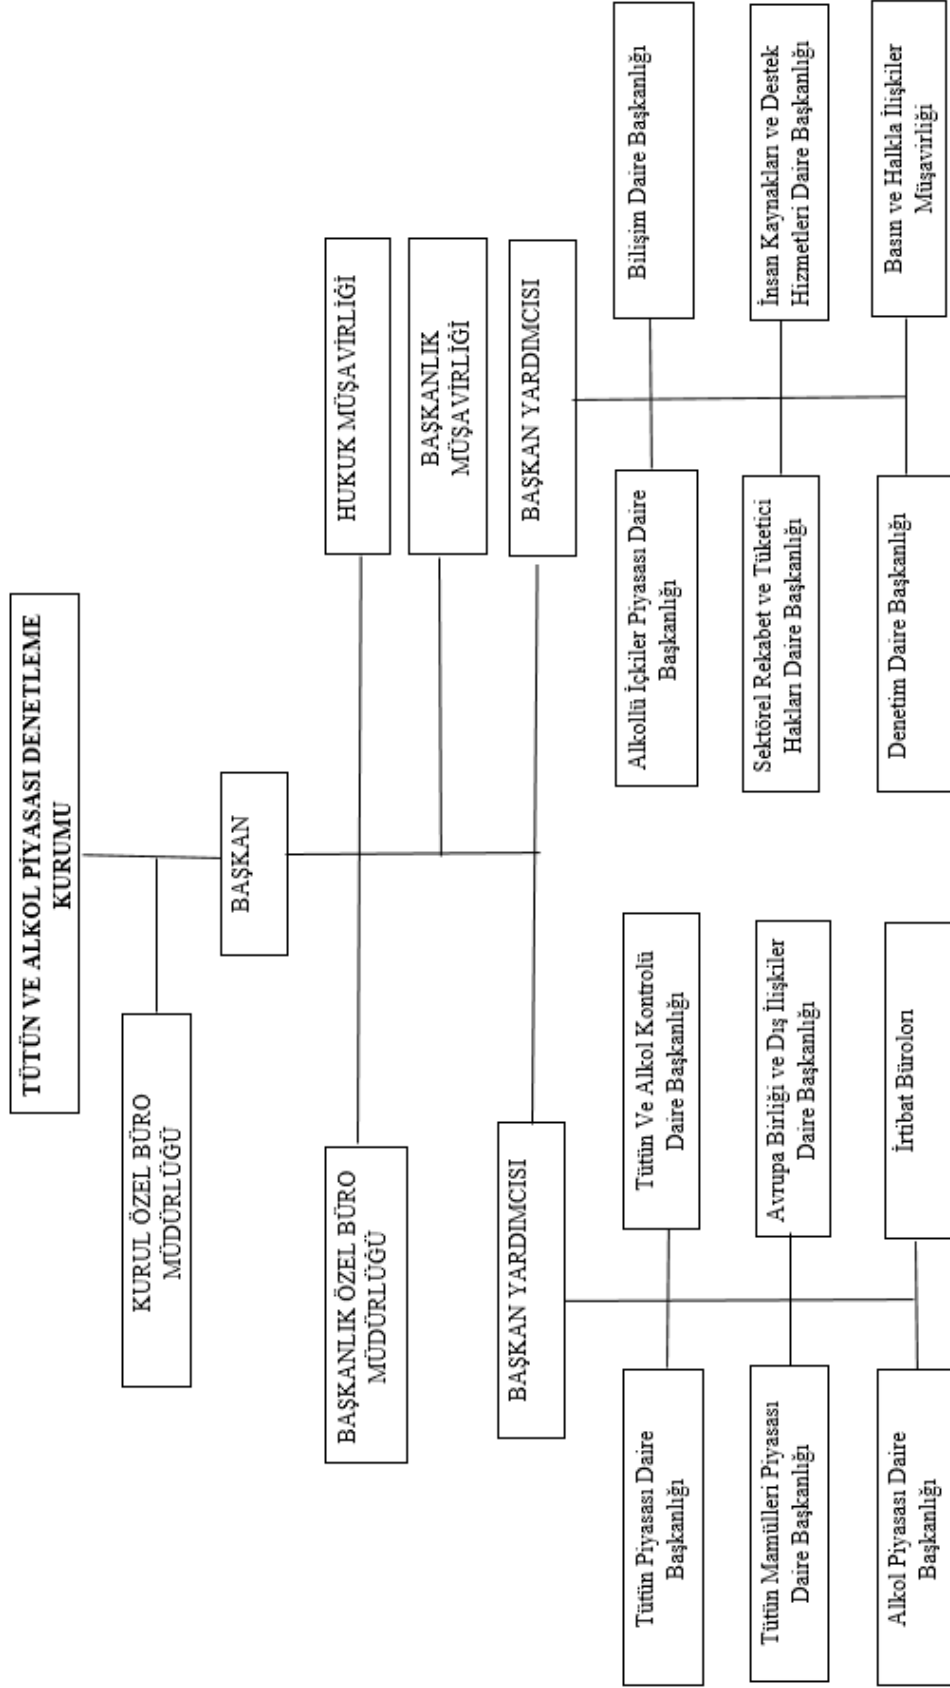 TÜTÜN VE ALKOL PİYASASI DENETLEME
KURUMU
KURUL ÖZEL BÜRO
MÜDÜRLÜĞÜ
BAŞKAN
BAŞKANLIK ÖZEL BÜRO
MÜDÜRLÜĞÜ
HUKUK MÜŞAVİRLİĞİ
BAŞKANLIK
MÜŞAVİRLİĞİ
BAŞKAN YARDIMCISI
BAŞKAN YARDIMCISI
Tütün Piyasası Daire
Başkanlığı
Tütün Ve Alkol Kontrolü
Daire Başkanlığı
Alkollü İçkiler Piyasası Daire
Başkanlığı
Bilişim Daire Başkanlığı
Tütün Mamülleri Piyasası
Daire Başkanlığı
Avrupa Birliği ve Dış İlişkiler
Daire Başkanlığı
Sektörel Rekabet ve Tüketici
Hakları Daire Başkanlığı
İnsan Kaynakları ve Destek
Hizmetleri Daire Başkanlığı
Alkol Piyasası Daire
Başkanlığı
İrtibat Büroları
Denetim Daire Başkanlığı
Basın ve Halkla İlişkiler
Müşavirliği